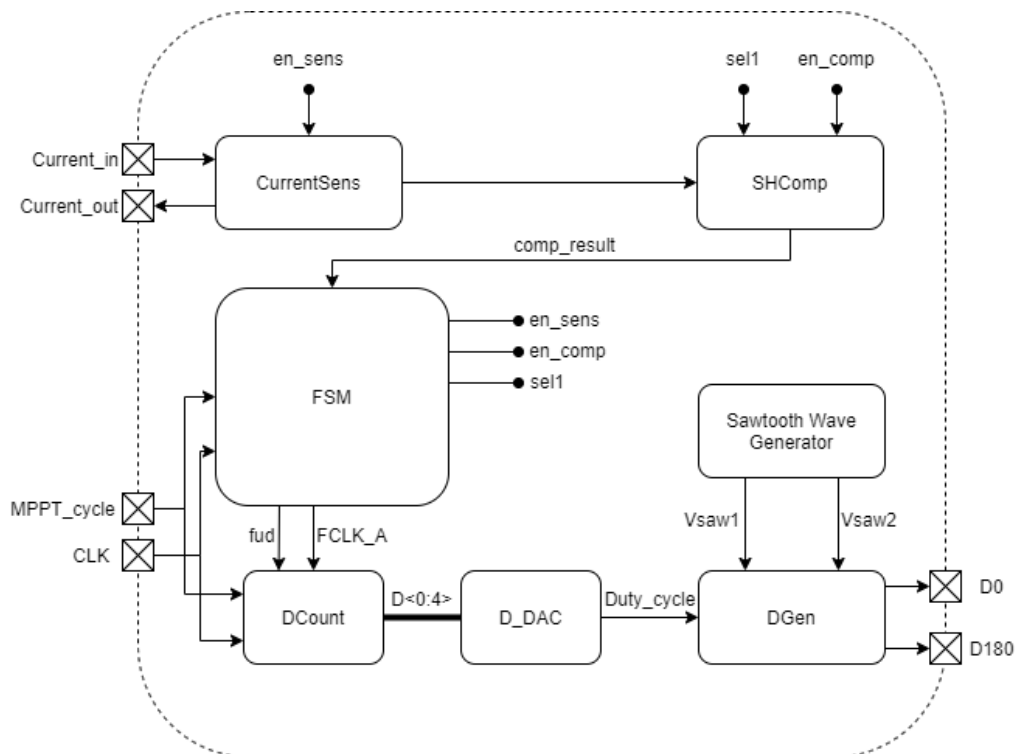 en_sens
sel1
en_comp
Current_in
CurrentSens
SHComp
Current_out
comp_result
en_sens
en_comp
sel1
FSM
Sawtooth Wave
Generator
MPPT_cycle
CLK
fud
FCLK_A
Vsaw1
Vsaw2
DCount
D<0:4>
D_DAC
Duty_cycle
DGen
D0
D180